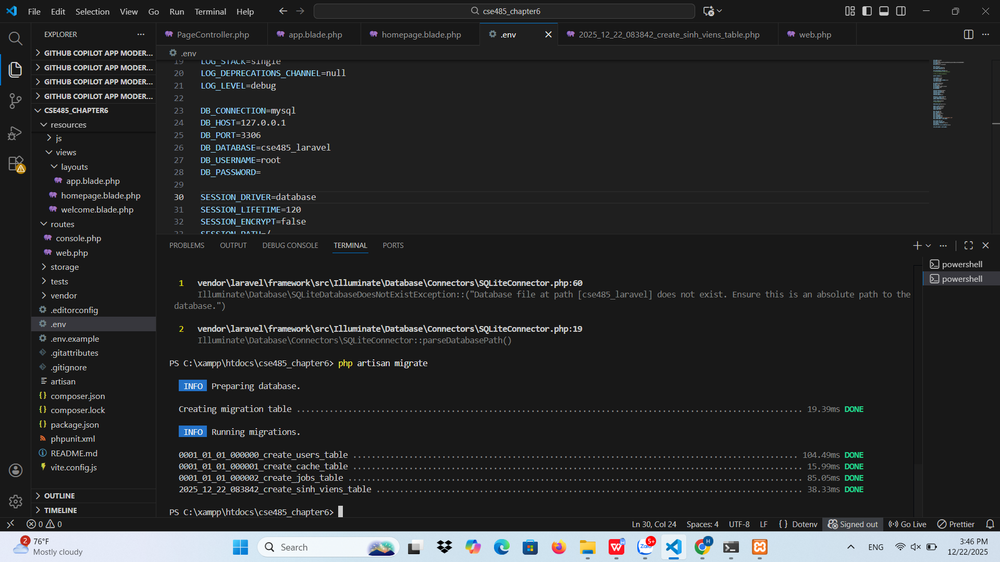 File Edit Selection View Go Run Terminal Help
cse485_chapter6
EXPLORER
GITHUB COPILOT APP MODER...
GITHUB COPILOT APP MODER...
GITHUB COPILOT APP MODER...
GITHUB COPILOT APP MODER...
CSE485_CHAPTER6
resources
js
views
layouts
app.blade.php
homepage.blade.php
welcome.blade.php
routes
console.php
web.php
storage
tests
vendor
.editorconfig
.env
.env.example
.gitattributes
.gitignore
artisan
composer.json
composer.lock
package.json
phpunit.xml
README.md
vite.config.js
OUTLINE
TIMELINE
PageController.php app.blade.php homepage.blade.php .env 2025_12_22_083842_create_sinh_viens_table.php web.php
.env
19 LOG_STACK=single
20 LOG_DEPRECATIONS_CHANNEL=null
21 LOG_LEVEL=debug
22
23 DB_CONNECTION=mysql
24 DB_HOST=127.0.0.1
25 DB_PORT=3306
26 DB_DATABASE=cse485_laravel
27 DB_USERNAME=root
28 DB_PASSWORD=
29
30 SESSION_DRIVER=database
31 SESSION_LIFETIME=120
32 SESSION_ENCRYPT=false
33 SESSION_PATH=/
PROBLEMS OUTPUT DEBUG CONSOLE TERMINAL PORTS
powershell
powershell
1 vendor\laravel\framework\src\Illuminate\Database\Connectors\SQLiteConnector.php:60
Illuminate\Database\SQLiteDatabaseDoesNotExistException::("Database file at path [cse485_laravel] does not exist. Ensure this is an absolute path to the
database.")
2 vendor\laravel\framework\src\Illuminate\Database\Connectors\SQLiteConnector.php:19
Illuminate\Database\Connectors\SQLiteConnector::parseDatabasePath()
PS C:\xampp\htdocs\cse485_chapter6> php artisan migrate
INFO Preparing database.
Creating migration table ........................................................................................................ 19.39ms DONE
INFO Running migrations.
0001_01_01_000000_create_users_table ............................................................................................ 104.49ms DONE
0001_01_01_000001_create_cache_table ............................................................................................. 15.99ms DONE
0001_01_01_000002_create_jobs_table .............................................................................................. 85.05ms DONE
2025_12_22_083842_create_sinh_viens_table ........................................................................................ 38.33ms DONE
PS C:\xampp\htdocs\cse485_chapter6>
0 0 Ln 30, Col 24 Spaces: 4 UTF-8 LF { } Dotenv Signed out Go Live Prettier
2 76°F
Mostly cloudy
Search
Zalo 5+
H
ENG
3:46 PM
12/22/2025